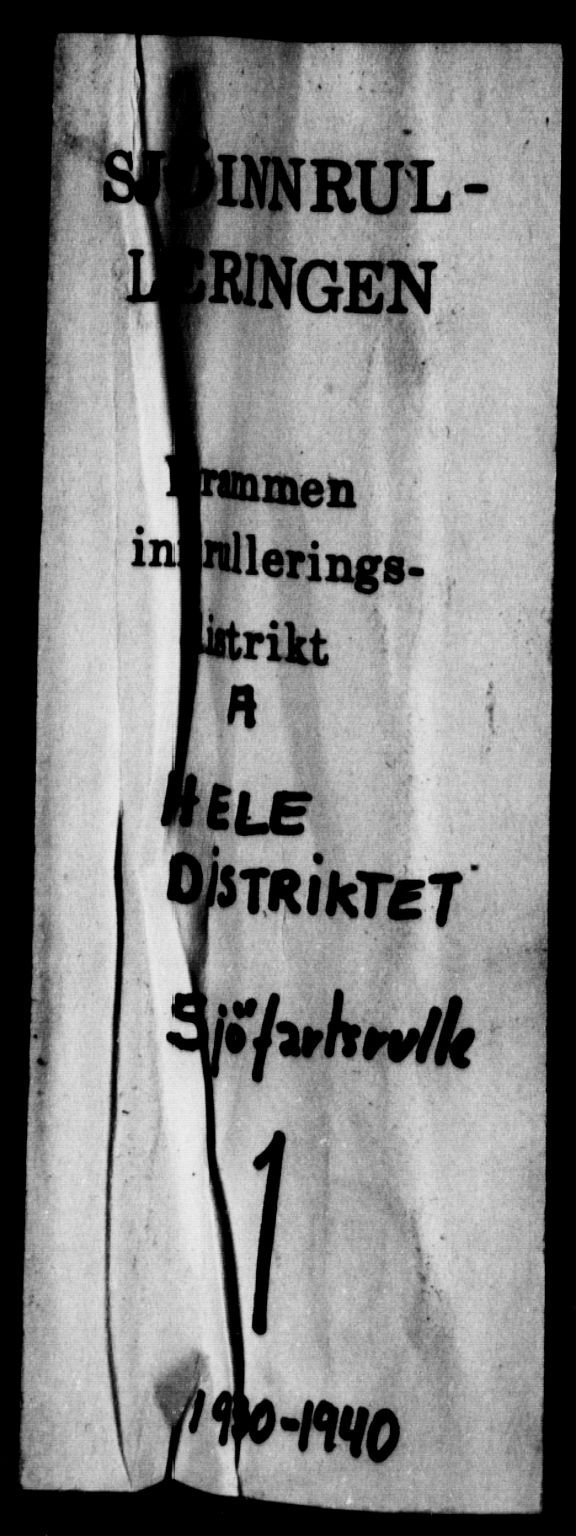 SJØINNRUL-
LERINGEN
Drammen
innrullerings-
distrikt
A
HELE
DISTRIKTET
Sjöfartsrulle
1
1930-1940